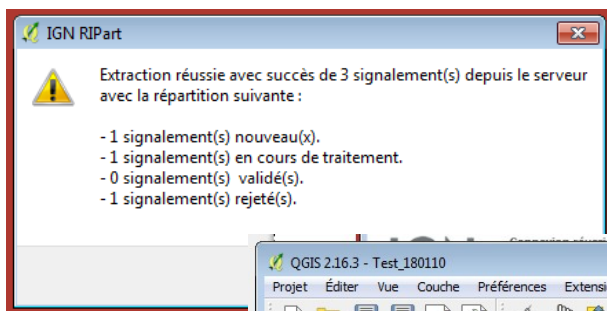 IGN RIPart
Extraction réussie avec succès de 3 signalement(s) depuis le serveur
avec la répartition suivante :
- 1 signalement(s) nouveau(x).
- 1 signalement(s) en cours de traitement.
- 0 signalement(s) validé(s).
- 1 signalement(s) rejeté(s).
QGIS 2.16.3 - Test_180110
Projet Éditer Vue Couche Préférences Extensi